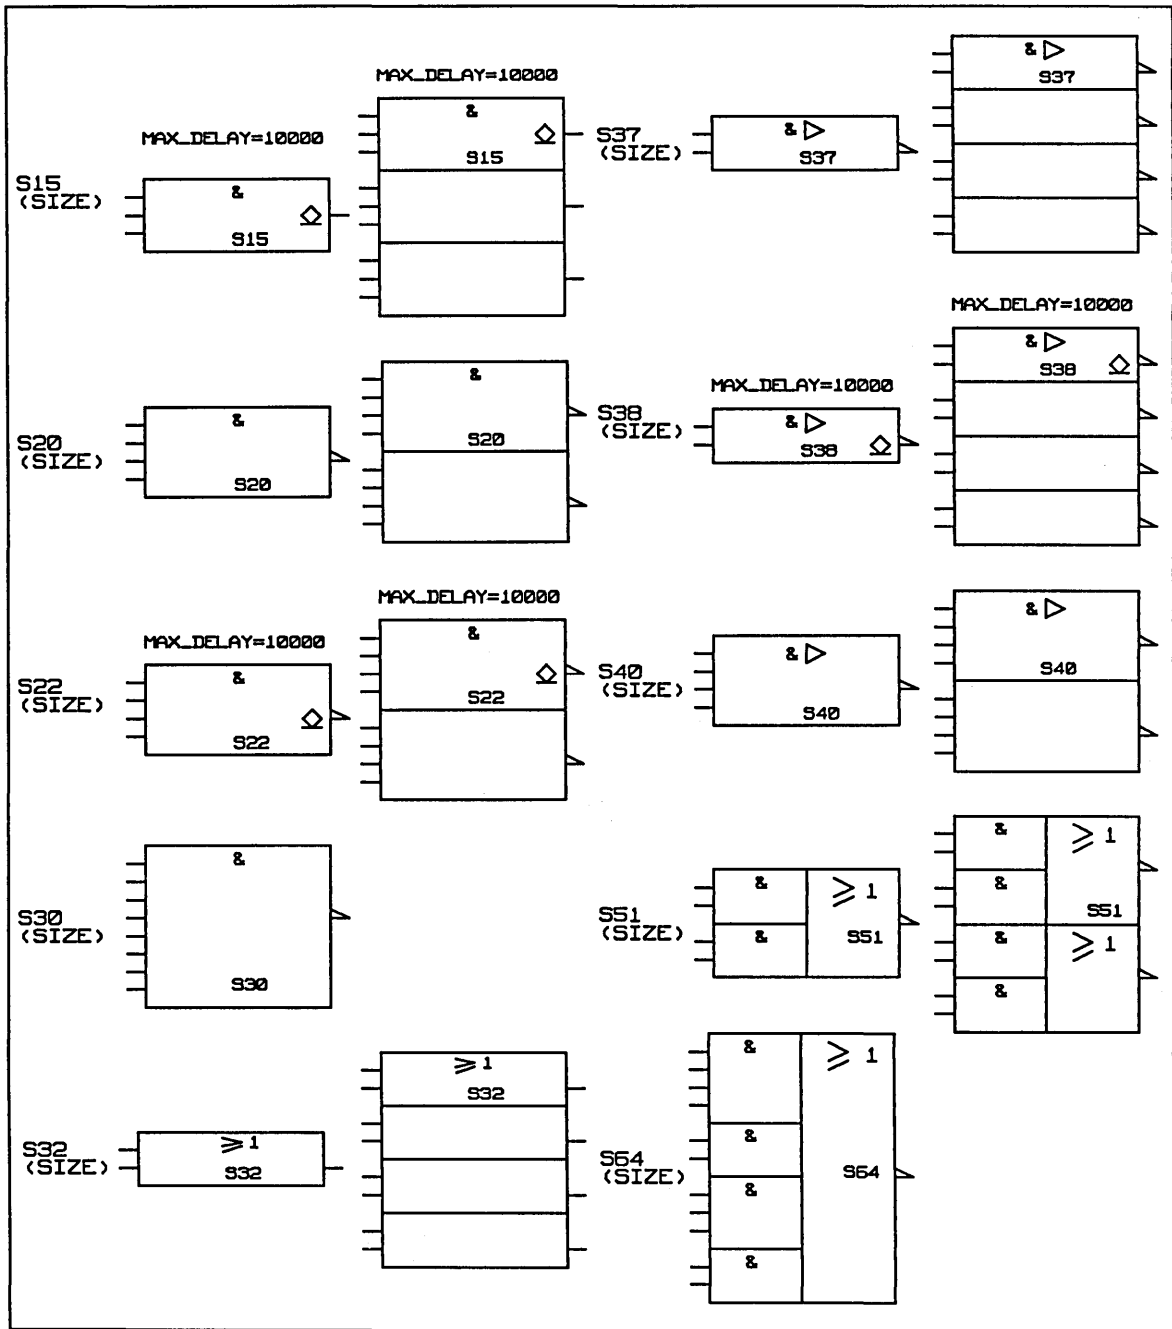 MAX_DELAY=10000
&
S15
MAX_DELAY=10000
S15
(SIZE)
&
S15
S37
(SIZE)
&
S37
&
S37
S20
(SIZE)
&
S20
&
S20
S38
(SIZE)
MAX_DELAY=10000
&
S38
MAX_DELAY=10000
&
S38
S22
(SIZE)
MAX_DELAY=10000
&
S22
MAX_DELAY=10000
&
S22
S40
(SIZE)
&
S40
&
S40
S30
(SIZE)
&
S30
S51
(SIZE)
&
≥ 1
&
S51
&
≥ 1
&
S51
&
≥ 1
&
S32
(SIZE)
≥ 1
S32
≥ 1
S32
S64
(SIZE)
&
≥ 1
&
S64
&
&